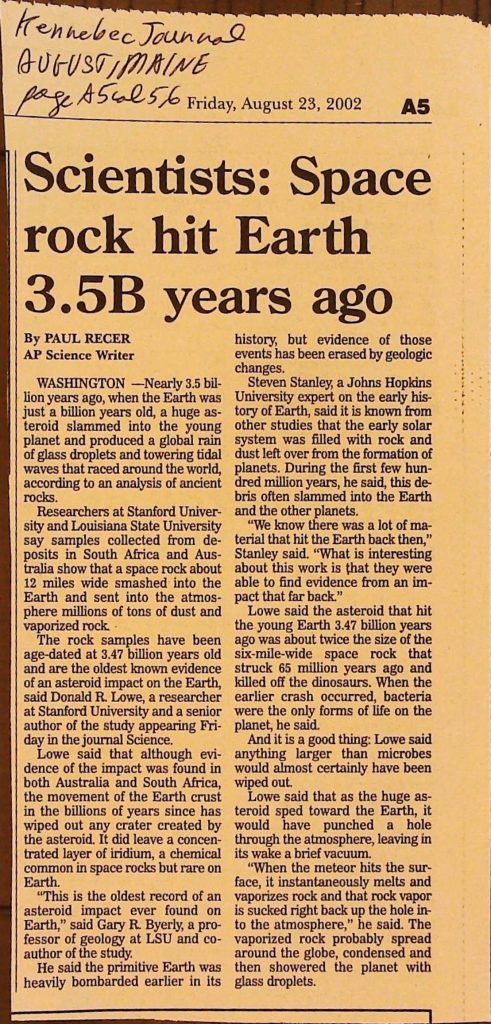 Kennebec Journal
AUGUST, MAINE
page A5 col 5,6
Friday, August 23, 2002 A5
Scientists: Space
rock hit Earth
3.5B years ago
By PAUL RECER
AP Science Writer
WASHINGTON —Nearly 3.5 bil-
lion years ago, when the Earth was
just a billion years old, a huge as-
teroid slammed into the young
planet and produced a global rain
of glass droplets and towering tidal
waves that raced around the world,
according to an analysis of ancient
rocks.
Researchers at Stanford Univer-
sity and Louisiana State University
say samples collected from de-
posits in South Africa and Aus-
tralia show that a space rock about
12 miles wide smashed into the
Earth and sent into the atmos-
phere millions of tons of dust and
vaporized rock.
The rock samples have been
age-dated at 3.47 billion years old
and are the oldest known evidence
of an asteroid impact on the Earth,
said Donald R. Lowe, a researcher
at Stanford University and a senior
author of the study appearing Fri-
day in the journal Science.
Lowe said that although evi-
dence of the impact was found in
both Australia and South Africa,
the movement of the Earth crust
in the billions of years since has
wiped out any crater created by
the asteroid. It did leave a concen-
trated layer of iridium, a chemical
common in space rocks but rare on
Earth.
"This is the oldest record of an
asteroid impact ever found on
Earth," said Gary R. Byerly, a pro-
fessor of geology at LSU and co-
author of the study.
He said the primitive Earth was
heavily bombarded earlier in its
history, but evidence of those
events has been erased by geologic
changes.
Steven Stanley, a Johns Hopkins
University expert on the early his-
tory of Earth, said it is known from
other studies that the early solar
system was filled with rock and
dust left over from the formation of
planets. During the first few hun-
dred million years, he said, this de-
bris often slammed into the Earth
and the other planets.
"We know there was a lot of ma-
terial that hit the Earth back then,"
Stanley said. "What is interesting
about this work is that they were
able to find evidence from an im-
pact that far back."
Lowe said the asteroid that hit
the young Earth 3.47 billion years
ago was about twice the size of the
six-mile-wide space rock that
struck 65 million years ago and
killed off the dinosaurs. When the
earlier crash occurred, bacteria
were the only forms of life on the
planet, he said.
And it is a good thing: Lowe said
anything larger than microbes
would almost certainly have been
wiped out.
Lowe said that as the huge as-
teroid sped toward the Earth, it
would have punched a hole
through the atmosphere, leaving in
its wake a brief vacuum.
"When the meteor hits the sur-
face, it instantaneously melts and
vaporizes rock and that rock vapor
is sucked right back up the hole in-
to the atmosphere," he said. The
vaporized rock probably spread
around the globe, condensed and
then showered the planet with
glass droplets.